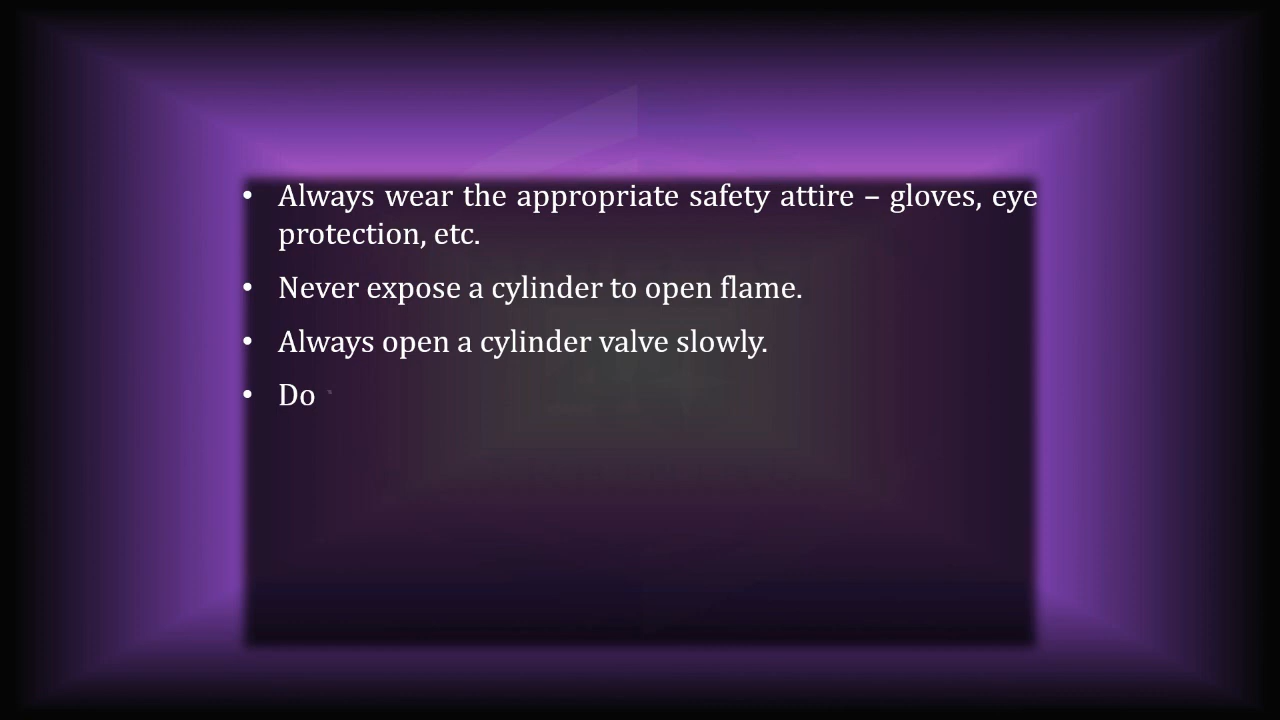 • Always wear the appropriate safety attire – gloves, eye
protection, etc.
• Never expose a cylinder to open flame.
• Always open a cylinder valve slowly.
• Do